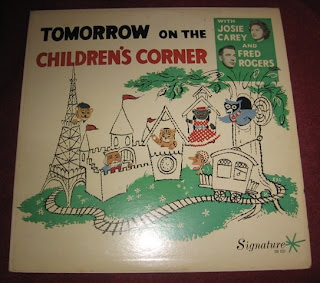 TOMORROW ON THE
CHILDREN'S CORNER
WITH
JOSIE
CAREY
AND
FRED
ROGERS
Signature